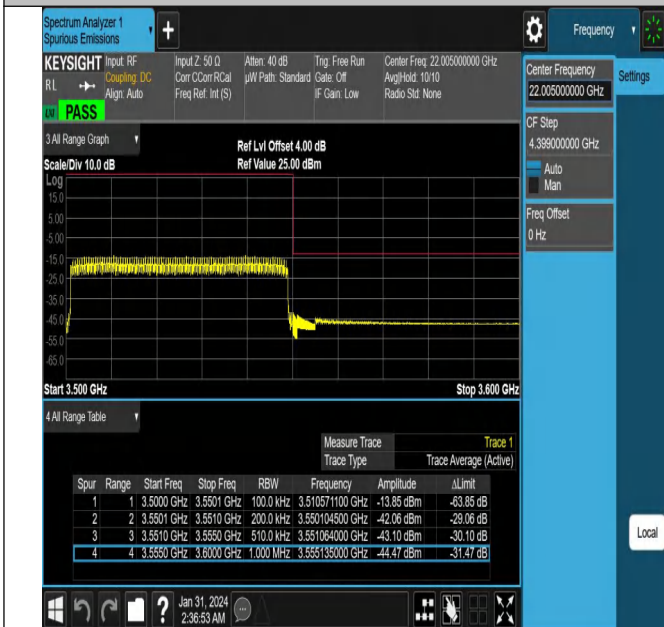 Spectrum Analyzer 1
Spurious Emissions
+
Frequency
KEYSIGHT Input: RF Input Z: 50 Ω Atten: 40 dB Trig: Free Run Center Freq: 22.005000000 GHz
RL Coupling: DC Corr CCorr RCal µW Path: Standard Gate: Off Avg|Hold: 10/10
Align: Auto Freq Ref: Int (S) IF Gain: Low Radio Std: None
PASS
Center Frequency
22.005000000 GHz
Settings
CF Step
4.399000000 GHz
Auto
Man
Freq Offset
0 Hz
3 All Range Graph
Ref Lvl Offset 4.00 dB
Scale/Div 10.0 dB Ref Value 25.00 dBm
Log
15.0
5.00
-5.00
-15.0
-25.0
-35.0
-45.0
-55.0
-65.0
Start 3.500 GHz Stop 3.600 GHz
4 All Range Table
Measure Trace Trace 1
Trace Type Trace Average (Active)
Spur Range Start Freq Stop Freq RBW Frequency Amplitude ΔLimit
1 1 3.5000 GHz 3.5501 GHz 100.0 kHz 3.510571100 GHz -13.85 dBm -63.85 dB
2 2 3.5501 GHz 3.5510 GHz 200.0 kHz 3.550104500 GHz -42.06 dBm -29.06 dB
3 3 3.5510 GHz 3.5550 GHz 510.0 kHz 3.551064000 GHz -43.10 dBm -30.10 dB
4 4 3.5550 GHz 3.6000 GHz 1.000 MHz 3.555135000 GHz -44.47 dBm -31.47 dB
Local
?
Jan 31, 2024
2:36:53 AM